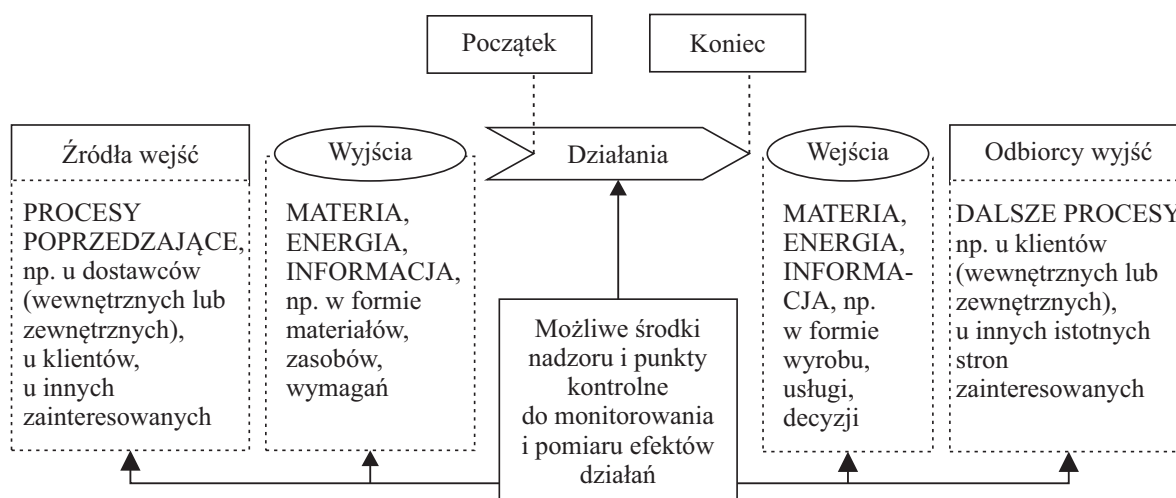 Początek
Koniec
Źródła wejść
Wyjścia
Działania
Wejścia
Odbiorcy wyjść
PROCESY
POPRZEDZAJĄCE,
np. u dostawców
(wewnętrznych lub
zewnętrznych),
u klientów,
u innych
zainteresowanych
MATERIA,
ENERGIA,
INFORMACJA,
np. w formie
materiałów,
zasobów,
wymagań
Możliwe środki
nadzoru i punkty
kontrolne
do monitorowania
i pomiaru efektów
działań
MATERIA,
ENERGIA,
INFORMA-
CJA, np.
w formie
wyrobu,
usługi,
decyzji
DALSZE PROCESY
np. u klientów
(wewnętrznych lub
zewnętrznych),
u innych istotnych
stron
zainteresowanych